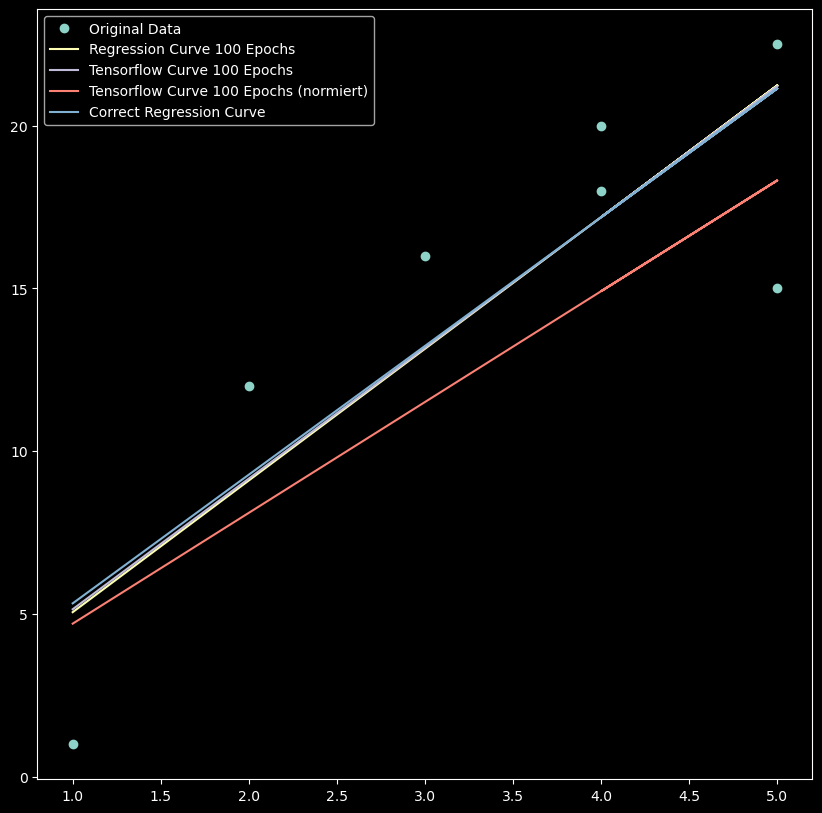 Original Data
Regression Curve 100 Epochs
Tensorflow Curve 100 Epochs
Tensorflow Curve 100 Epochs (normiert)
Correct Regression Curve
20
15
10
5
0
1.0 1.5 2.0 2.5 3.0 3.5 4.0 4.5 5.0